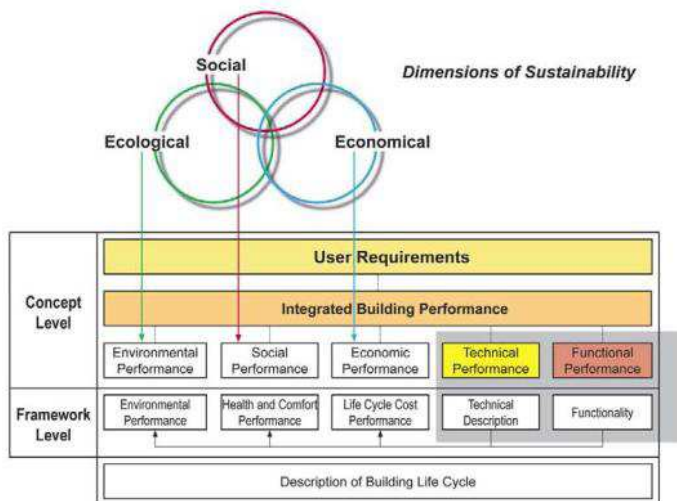 Social
Dimensions of Sustainability
Ecological
Economical
User Requirements
Concept
Level
Integrated Building Performance
Environmental
Performance
Social
Performance
Economic
Performance
Technical
Performance
Functional
Performance
Framework
Level
Environmental
Performance
Health and Comfort
Performance
Life Cycle Cost
Performance
Technical
Description
Functionality
Description of Building Life Cycle